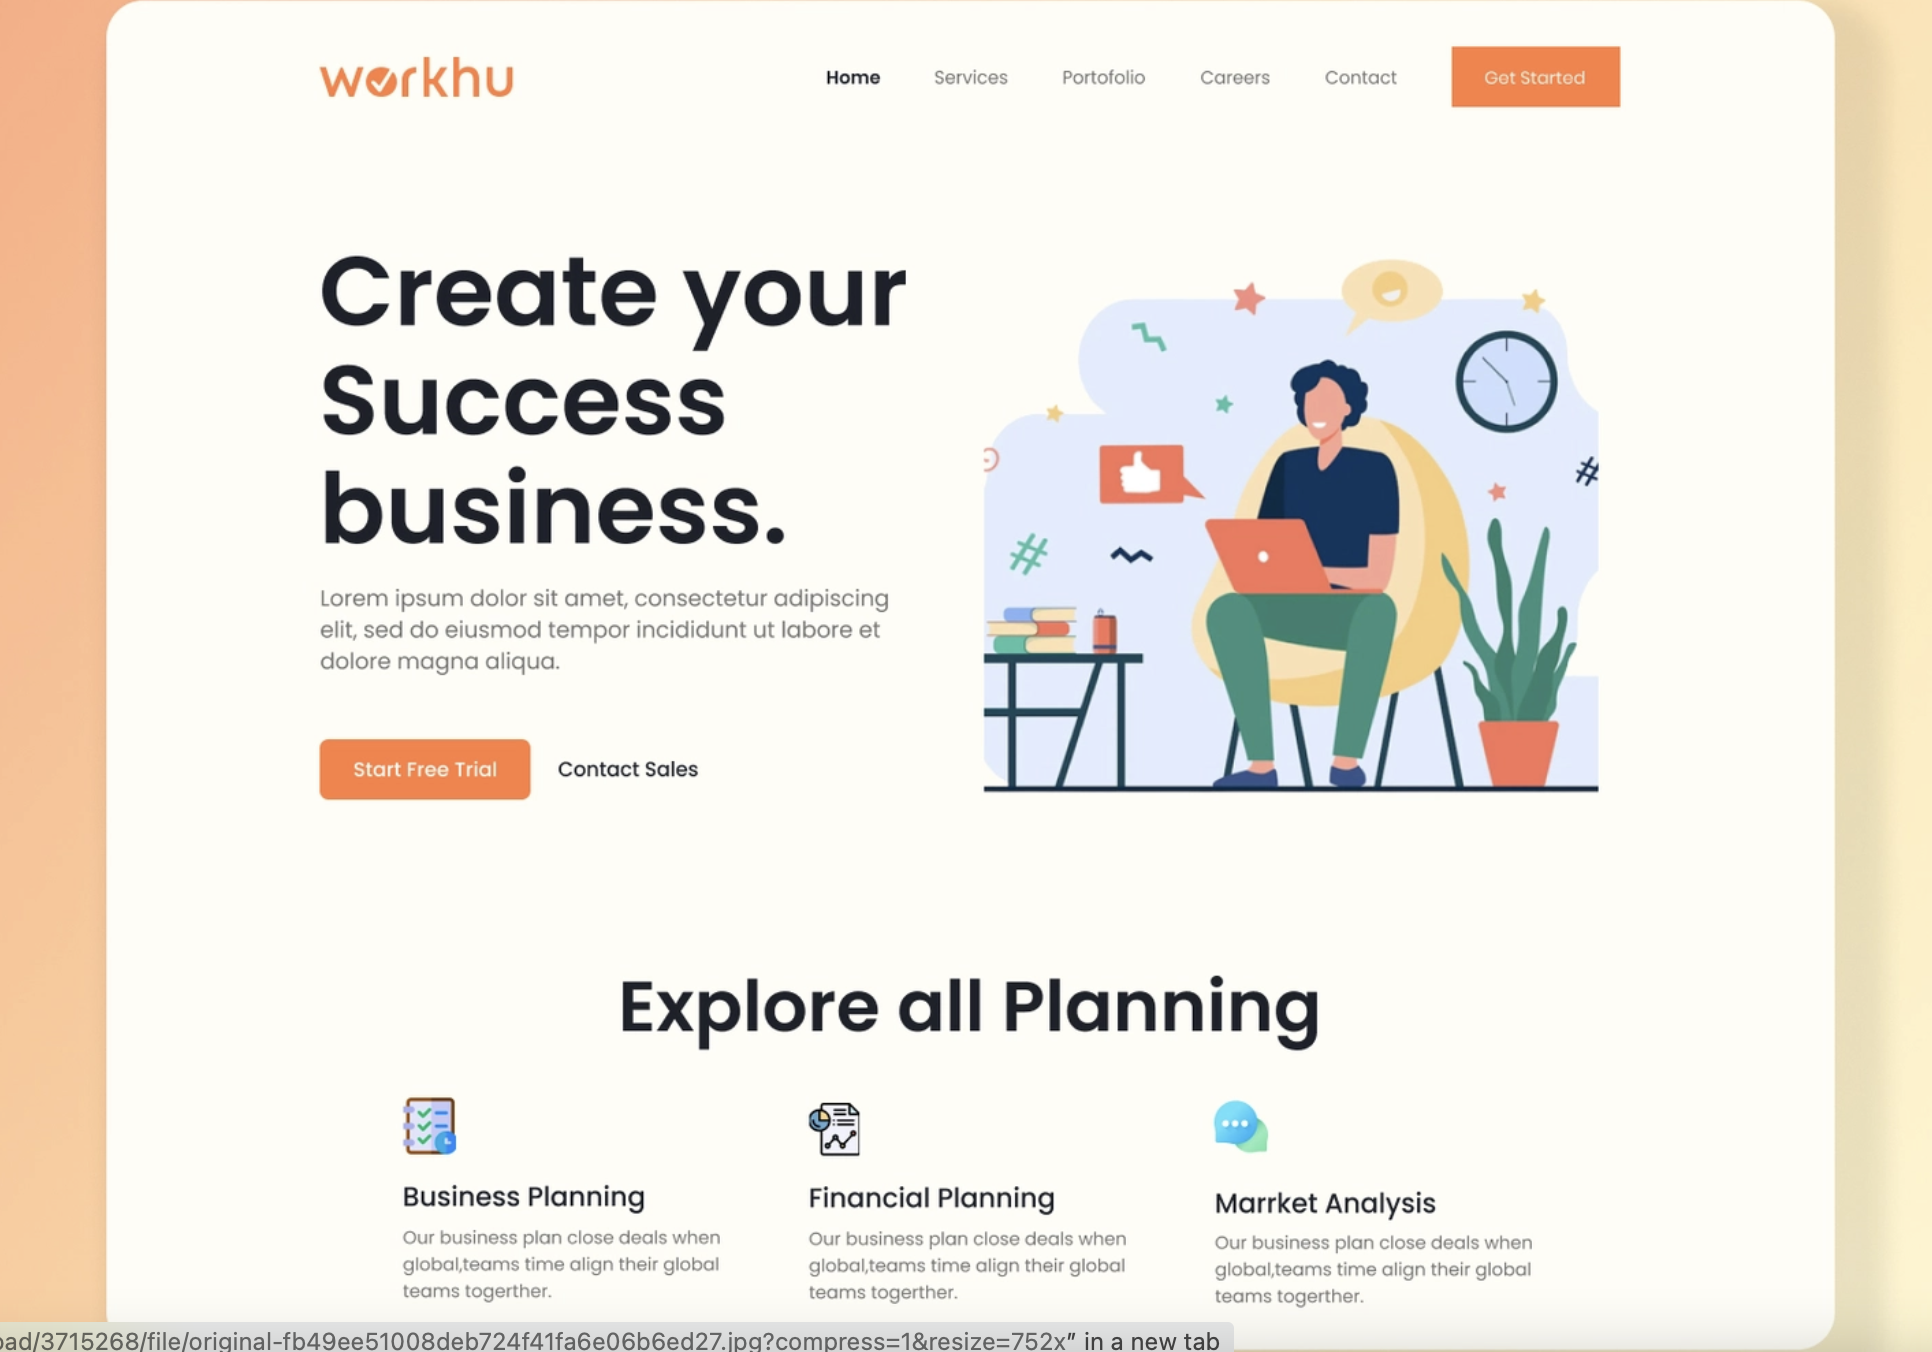 workhu
Home Services Portofolio Careers Contact Get Started
Create your
Success
business.
Lorem ipsum dolor sit amet, consectetur adipiscing
elit, sed do eiusmod tempor incididunt ut labore et
dolore magna aliqua.
Start Free Trial Contact Sales
#
#
Explore all Planning
Business Planning
Our business plan close deals when
global,teams time align their global
teams togerther.
Financial Planning
Our business plan close deals when
global,teams time align their global
teams togerther.
Marrket Analysis
Our business plan close deals when
global,teams time align their global
teams togerther.
oad/3715268/file/original-fb49ee51008deb724f41fa6e06b6ed27.jpg?compress=1&resize=752x" in a new tab